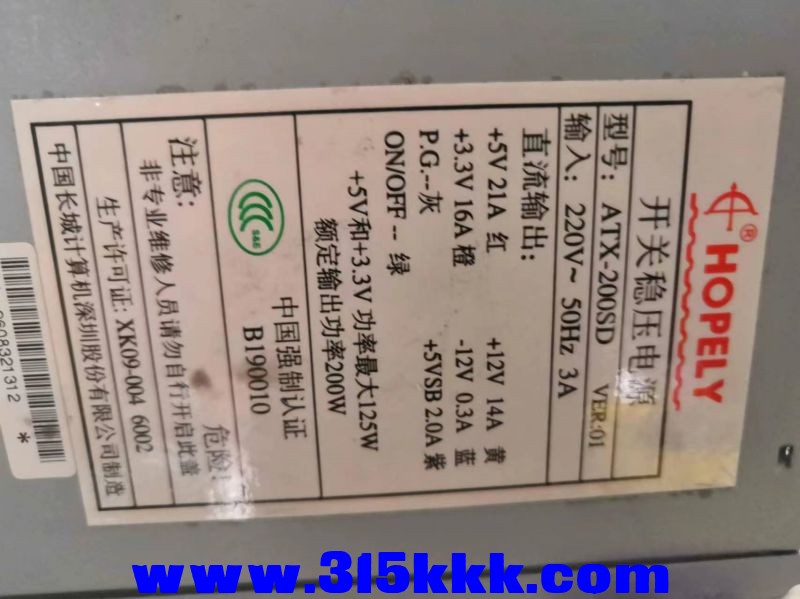 HOPELY®
开关稳压电源
型号： ATX-200SD VER:01
输入： 220V~ 50Hz 3A
直流输出：
+5V 21A 红 +12V 14A 黄
+3.3V 16A 橙 -12V 0.3A 蓝
P.G.--灰 +5VSB 2.0A 紫
ON/OFF -- 绿
+5V和+3.3V 功率最大125W
额定输出功率200W
S&E
中国强制认证
B190010
注意： 危险!
非专业维修人员请勿自行开启此盖
生产许可证: XK09-004 6002
中国长城计算机深圳股份有限公司制造
0608321312 *
www.315kkk.com